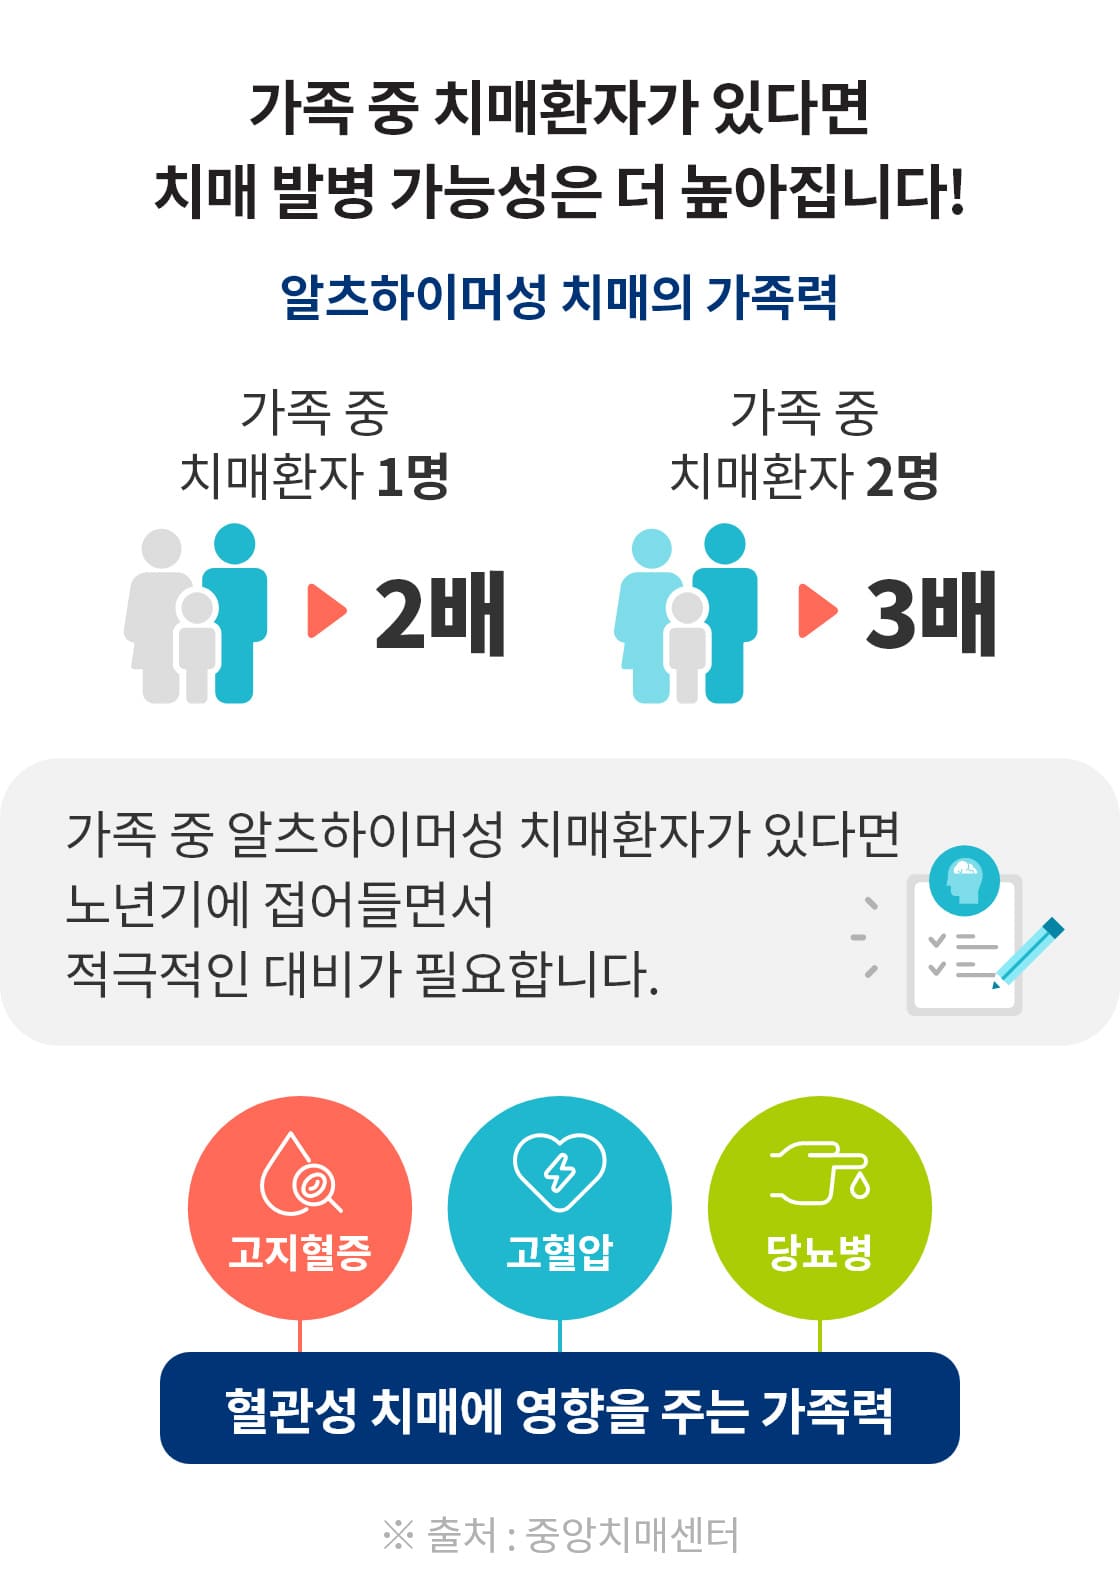 가족 중 치매환자가 있다면
치매 발병 가능성은 더 높아집니다!
알츠하이머성 치매의 가족력
가족 중
치매환자 1명
2배
가족 중
치매환자 2명
3배
가족 중 알츠하이머성 치매환자가 있다면
노년기에 접어들면서
적극적인 대비가 필요합니다.
고지혈증
고혈압
당뇨병
혈관성 치매에 영향을 주는 가족력
※ 출처 : 중앙치매센터